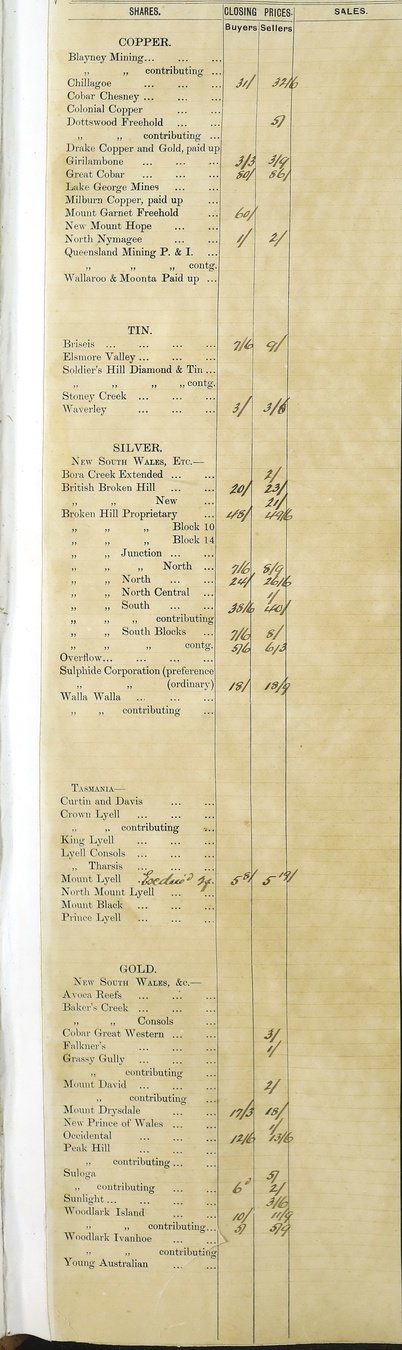 SHARES. CLOSING PRICES. SALES.
Buyers Sellers
COPPER.
Blayney Mining... ... ...
„ „ contributing ...
Chillagoe ... ... ... 31/ 32/6
Cobar Chesney ... ... ...
Colonial Copper ... ...
Dottswood Freehold ... ... 5/
„ „ contributing ...
Drake Copper and Gold, paid up
Girilambone ... ... ... 3/3 3/9
Great Cobar ... ... ... 80/ 86/
Lake George Mines ... ...
Milburn Copper, paid up ...
Mount Garnet Freehold ... 60/
New Mount Hope ... ...
North Nymagee ... ... 1/ 2/
Queensland Mining P. & I. ...
„ „ „ contg.
Wallaroo & Moonta Paid up ...
TIN.
Briseis ... ... ... ... 7/6 9/
Elsmore Valley ... ... ...
Soldier's Hill Diamond & Tin ...
„ „ „ „ contg.
Stoney Creek ... ... ...
Waverley ... ... ... 3/ 3/6
SILVER.
NEW SOUTH WALES, ETC.—
Bora Creek Extended ... ... 2/
British Broken Hill ... ... 20/ 23/
„ „ New ... 21/
Broken Hill Proprietary ... 48/ 49/6
„ „ „ Block 10
„ „ „ Block 14
„ „ Junction ... ...
„ „ „ North ... 7/6 8/9
„ „ North ... ... 24/ 26/6
„ „ North Central ... 1/
„ „ South ... ... 38/6 40/
„ „ „ contributing
„ „ South Blocks ... 7/6 8/
„ „ „ contg. 5/6 6/3
Overflow... ... ... ...
Sulphide Corporation (preference
„ „ (ordinary) 18/ 18/9
Walla Walla ... ... ...
„ „ contributing ...
TASMANIA—
Curtin and Davis ... ...
Crown Lyell ... ... ...
„ „ contributing ...
King Lyell ... ... ...
Lyell Consols ... ... ...
„ Tharsis ... ... ...
Mount Lyell 5 8/ 5 19/
North Mount Lyell ... ...
Mount Black ... ... ...
Prince Lyell ... ... ...
GOLD.
NEW SOUTH WALES, &c.—
Avoca Reefs ... ... ...
Baker's Creek ... ... ...
„ „ Consols ...
Cobar Great Western ... ... 3/
Falkner's ... ... ... 1/
Grassy Gully ... ... ...
„ contributing ...
Mount David ... ... ... 2/
„ contributing ...
Mount Drysdale ... ... 17/3 18/
New Prince of Wales ... ... 1/
Occidental ... ... ... 12/6 13/6
Peak Hill ... ... ...
„ contributing ... ...
Suloga 5/
„ contributing ... ... 6d 2/
Sunlight ... ... ... ... 3/6
Woodlark Island ... ... 10/ 11/9
„ „ contributing... 5/ 5/9
Woodlark Ivanhoe ... ...
„ „ contributing
Young Australian ... ...